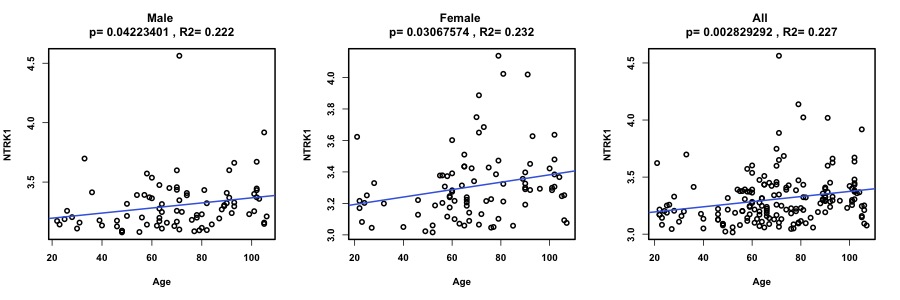 Male
p= 0.04223401 , R2= 0.222
NTRK1
4.5
4.0
3.5
20 40 60 80 100
Age
Female
p= 0.03067574 , R2= 0.232
NTRK1
4.0
3.8
3.6
3.4
3.2
3.0
20 40 60 80 100
Age
All
p= 0.002829292 , R2= 0.227
NTRK1
4.5
4.0
3.5
3.0
20 40 60 80 100
Age